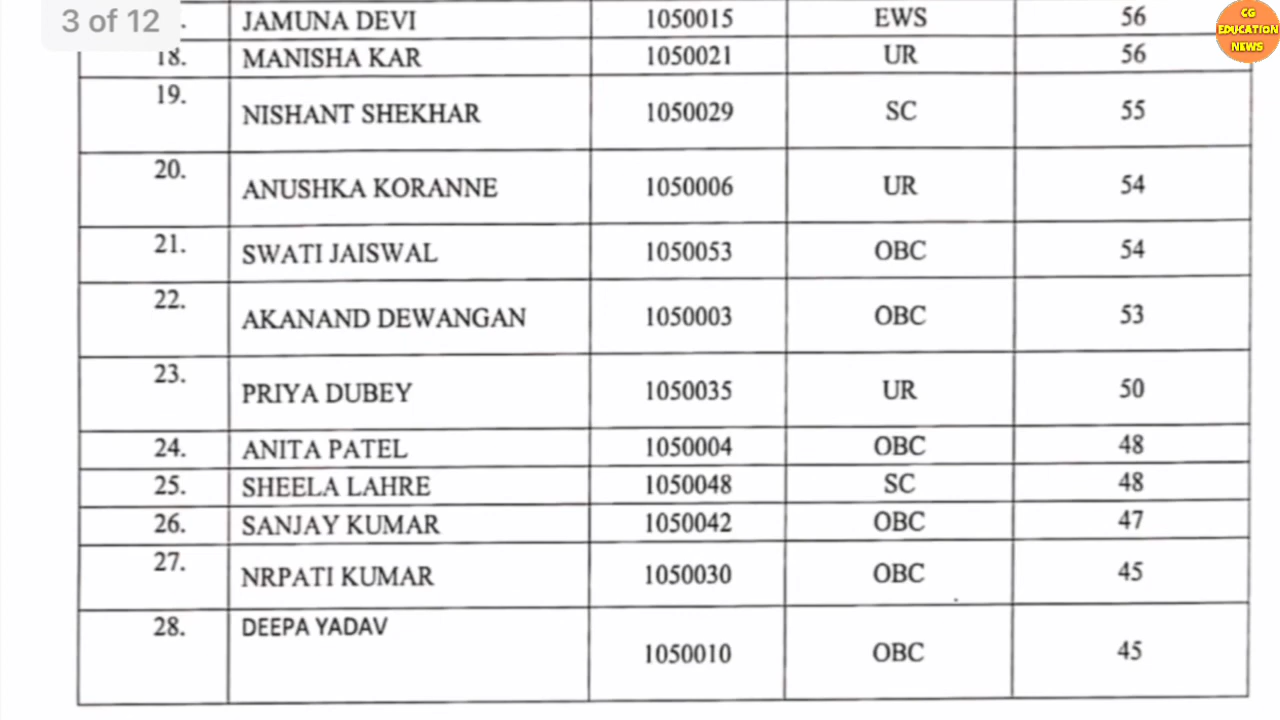 3 of 12
CG
EDUCATION
NEWS
. JAMUNA DEVI 1050015 EWS 56
18. MANISHA KAR 1050021 UR 56
19. NISHANT SHEKHAR 1050029 SC 55
20. ANUSHKA KORANNE 1050006 UR 54
21. SWATI JAISWAL 1050053 OBC 54
22. AKANAND DEWANGAN 1050003 OBC 53
23. PRIYA DUBEY 1050035 UR 50
24. ANITA PATEL 1050004 OBC 48
25. SHEELA LAHRE 1050048 SC 48
26. SANJAY KUMAR 1050042 OBC 47
27. NRPATI KUMAR 1050030 OBC 45
28. DEEPA YADAV 1050010 OBC 45